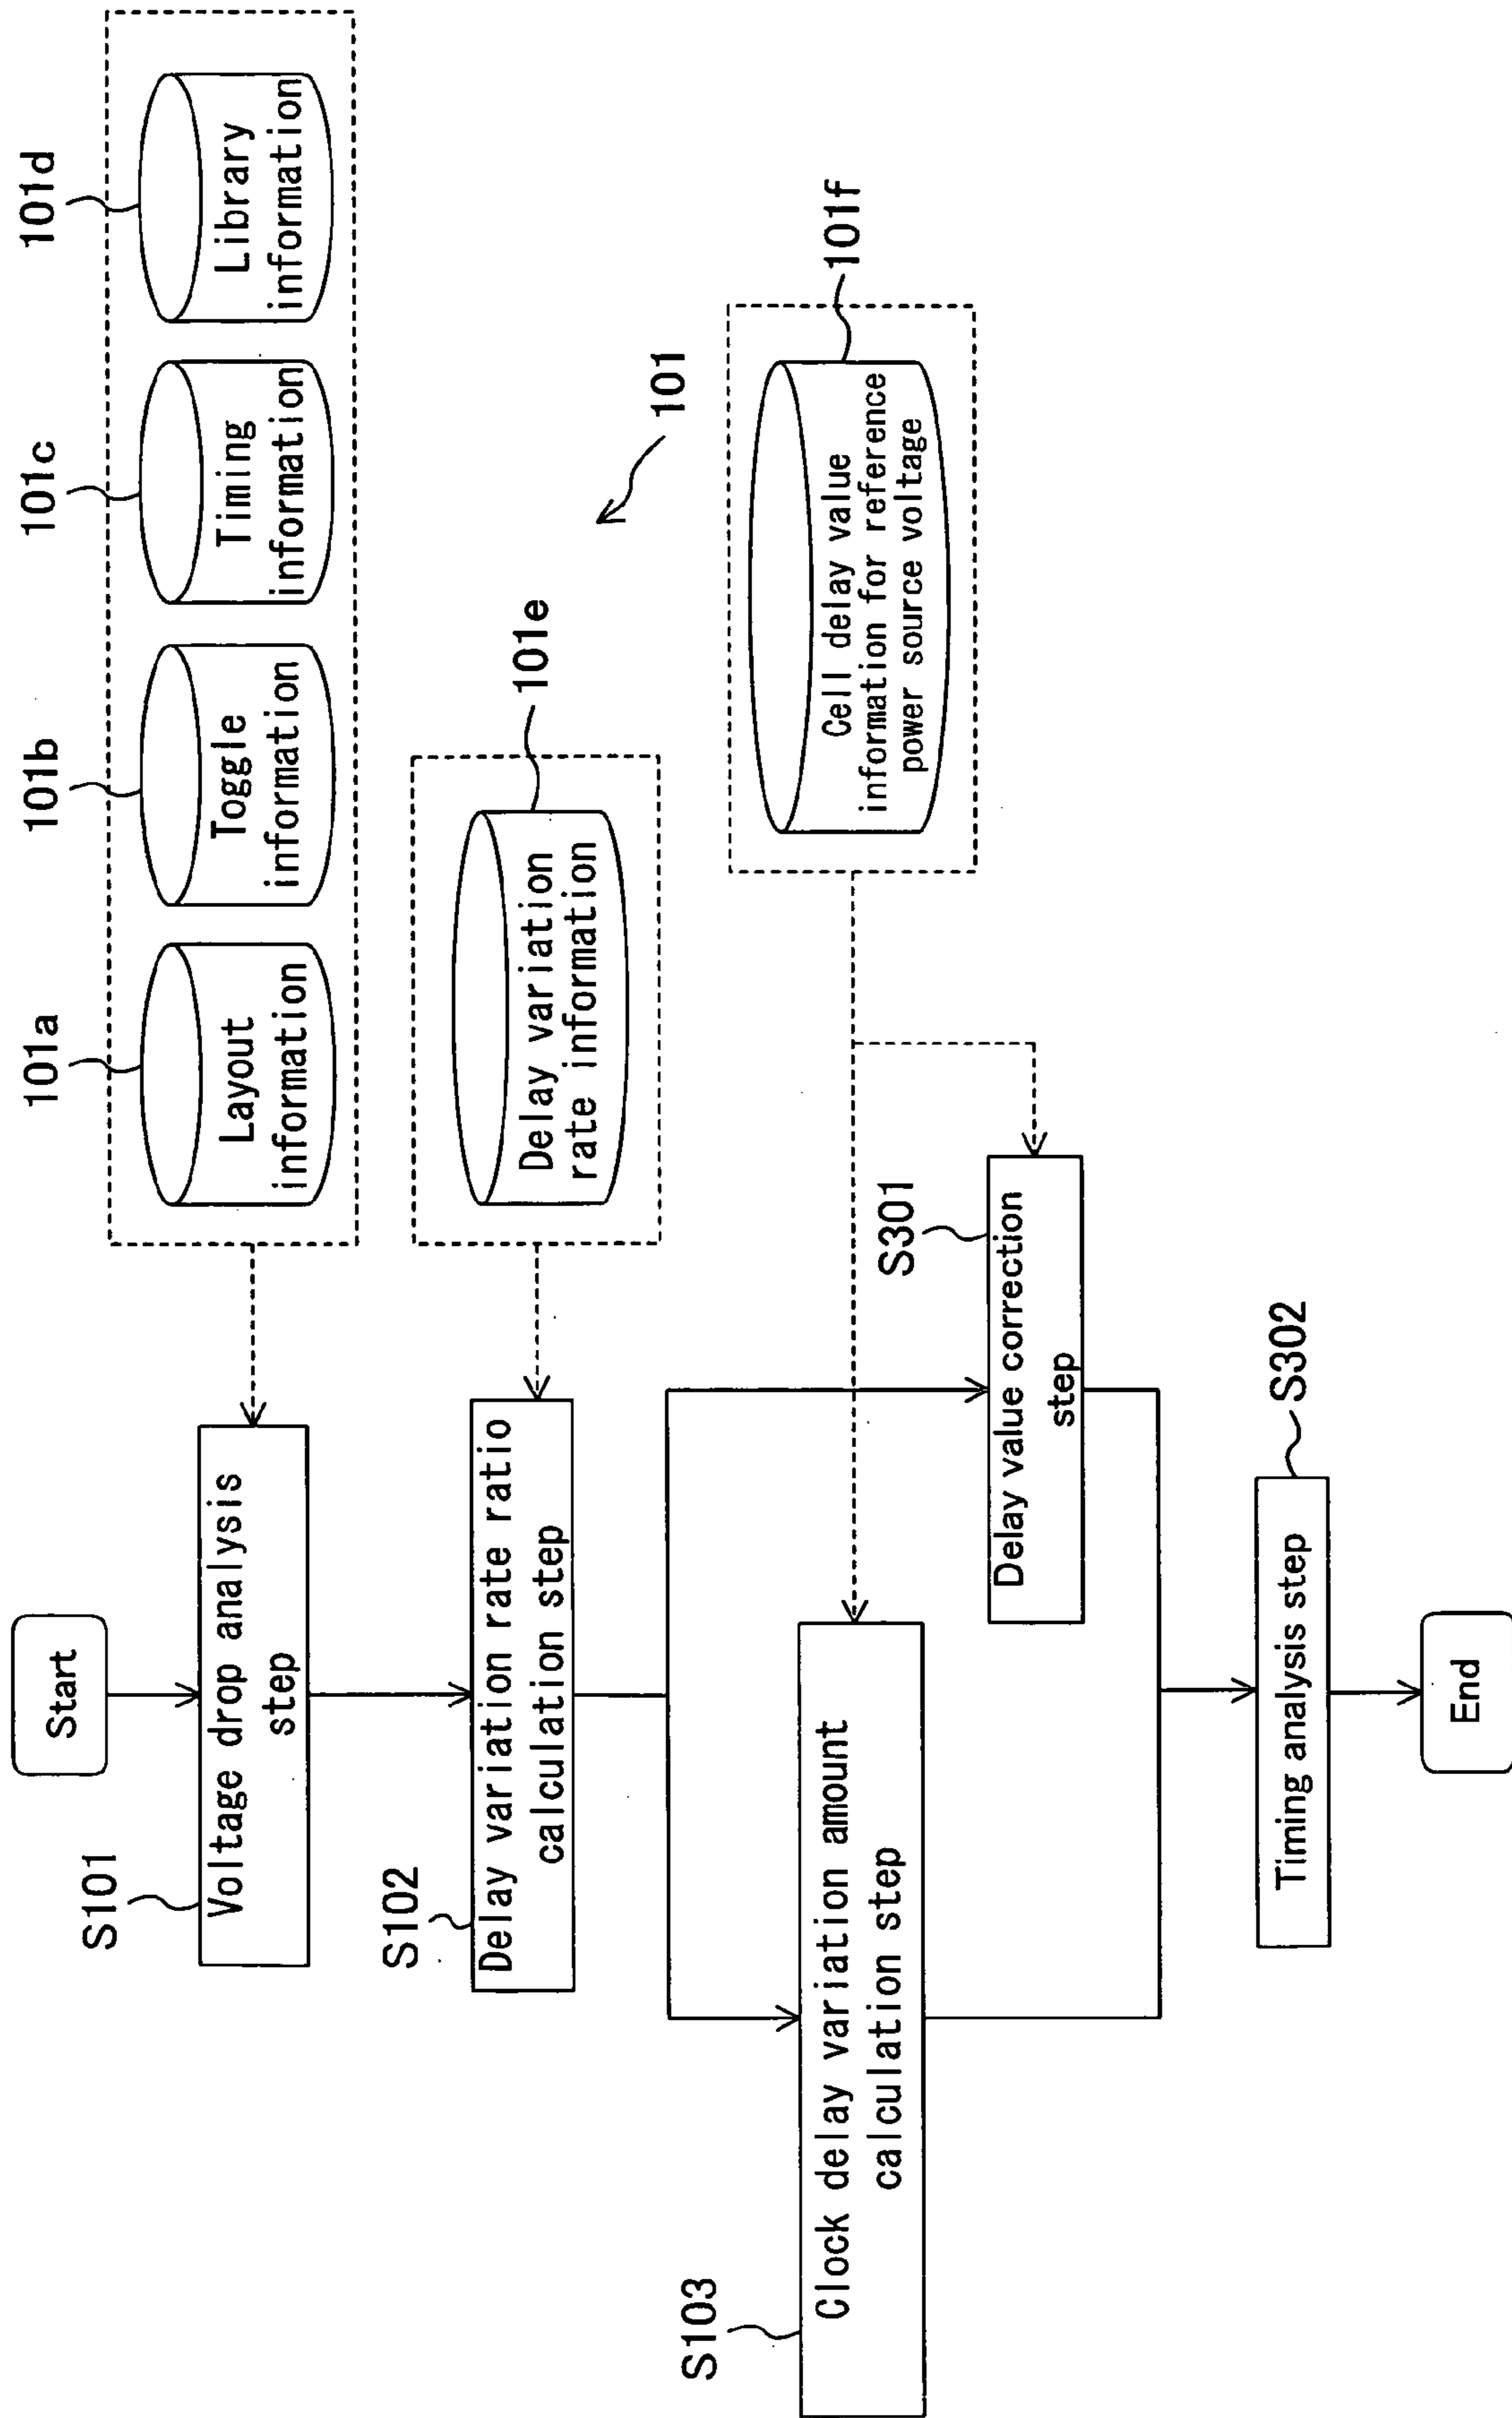 Start
S101
Voltage drop analysis
step
101a
Layout
information
101b
Toggle
information
101c
Timing
information
101d
Library
information
S102
Delay variation rate ratio
calculation step
101e
Delay variation
rate information
101
S103
Clock delay variation amount
calculation step
101f
Cell delay value
information for reference
power source voltage
S301
Delay value correction
step
S302
Timing analysis step
End